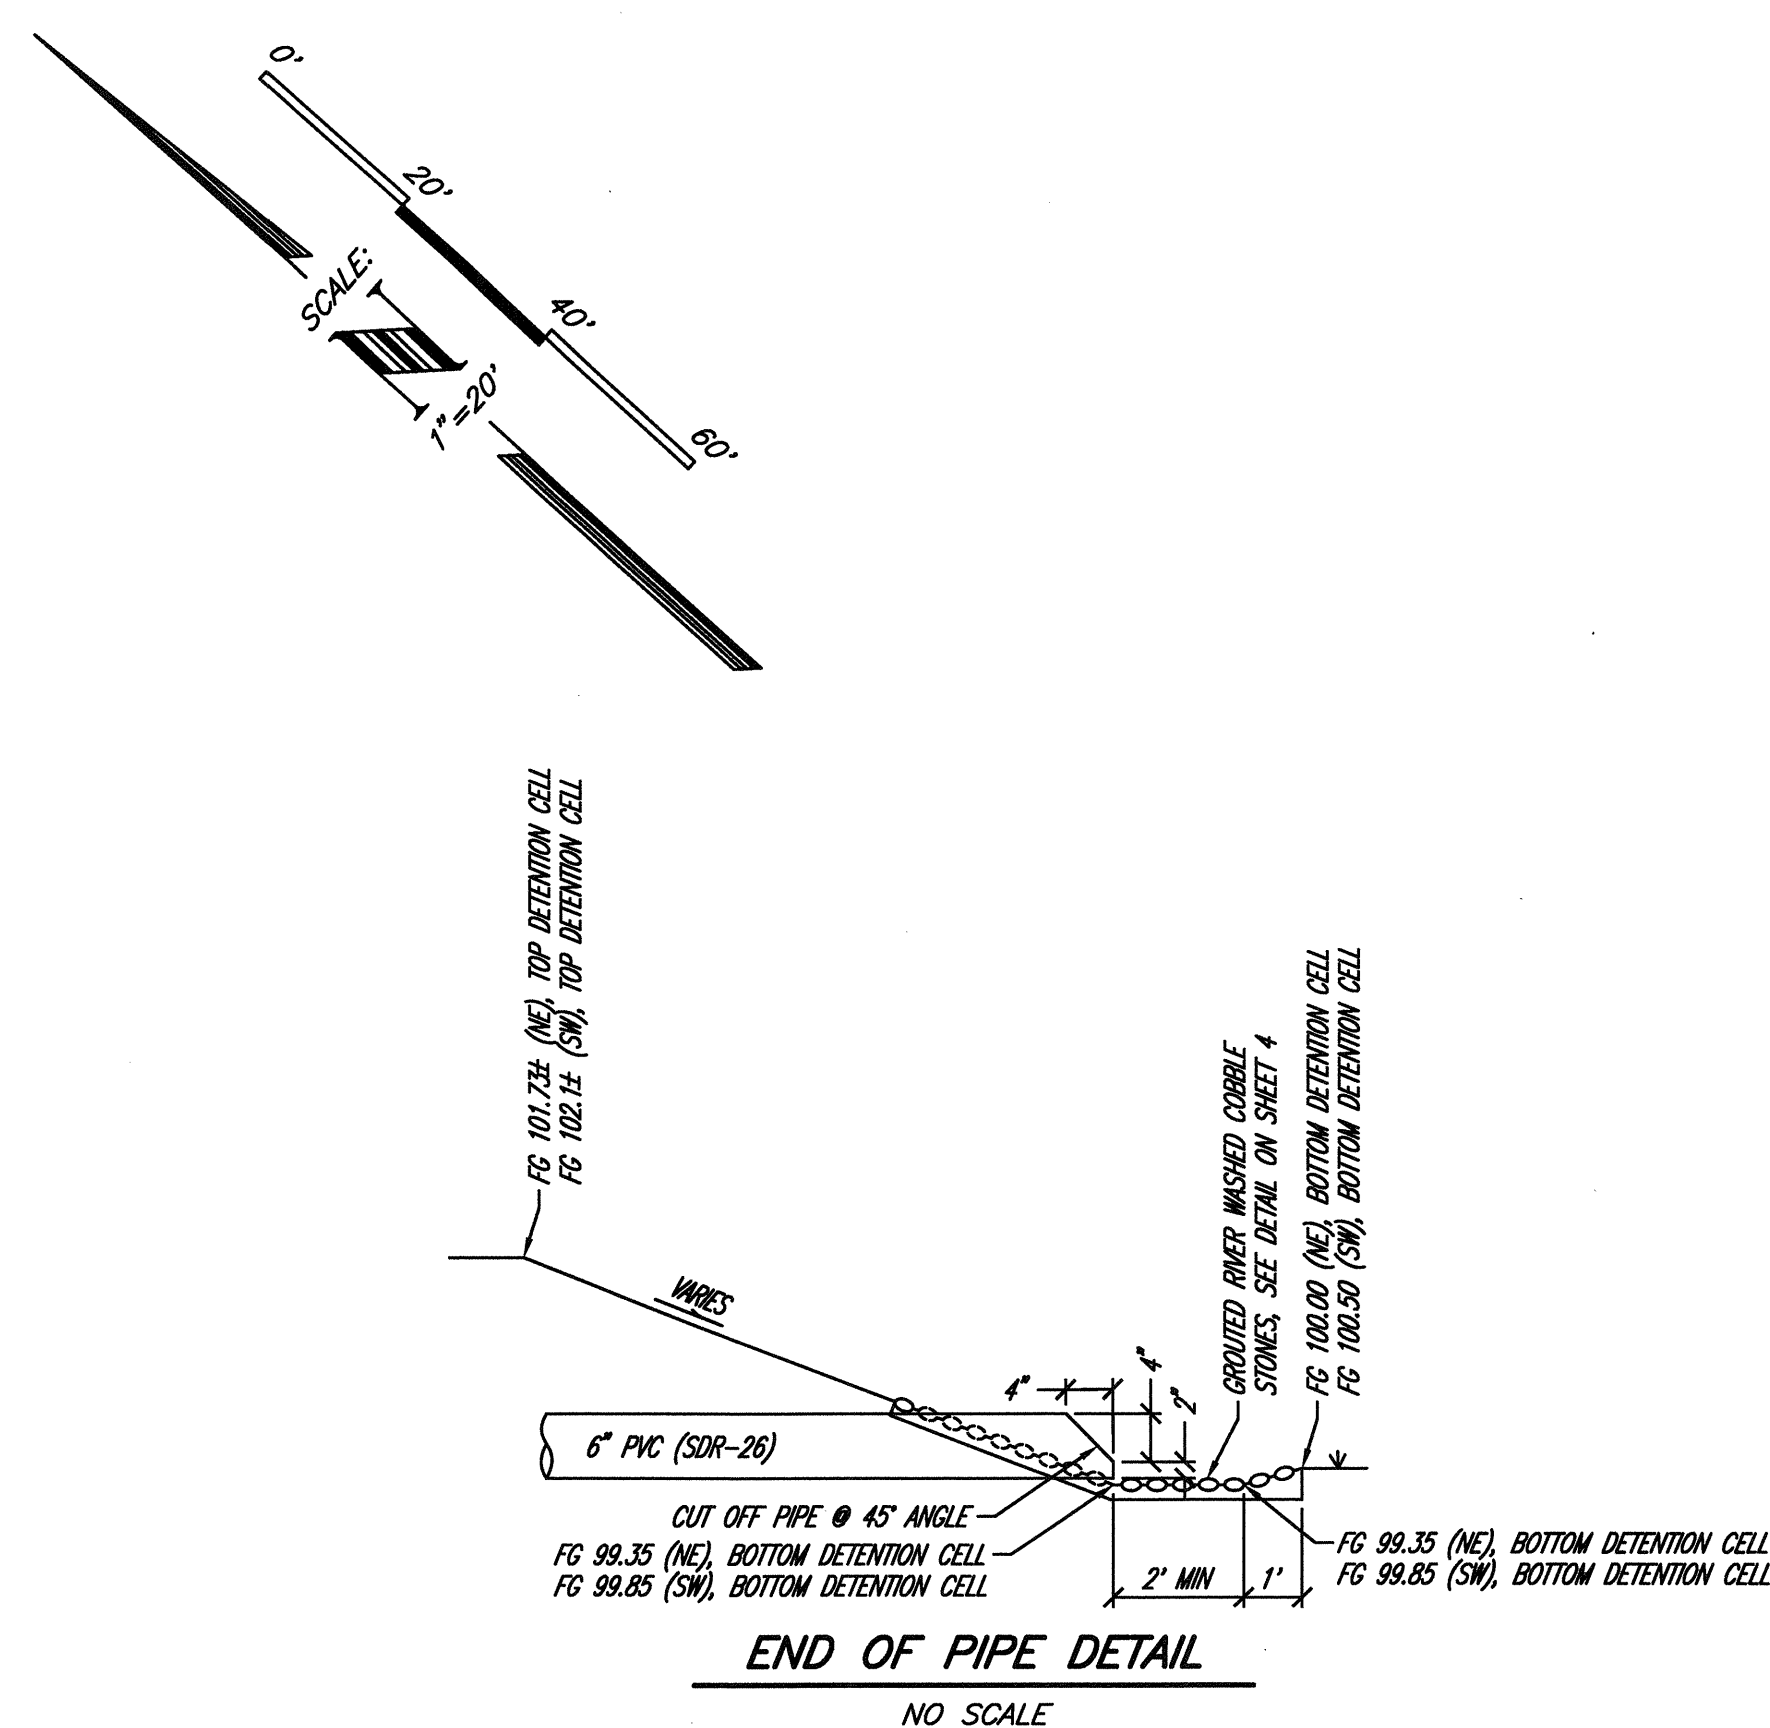 0'
20'
40'
60'
SCALE:
1"=20'
FG 101.73± (NE), TOP DETENTION CELL
FG 102.1± (SW), TOP DETENTION CELL
VARIES
4"
4"
2"
GROUTED RIVER WASHED COBBLE
STONES, SEE DETAIL ON SHEET 4
FG 100.00 (NE), BOTTOM DETENTION CELL
FG 100.50 (SW), BOTTOM DETENTION CELL
6" PVC (SDR-26)
CUT OFF PIPE @ 45° ANGLE
FG 99.35 (NE), BOTTOM DETENTION CELL
FG 99.85 (SW), BOTTOM DETENTION CELL
2' MIN
1'
FG 99.35 (NE), BOTTOM DETENTION CELL
FG 99.85 (SW), BOTTOM DETENTION CELL
END OF PIPE DETAIL
NO SCALE